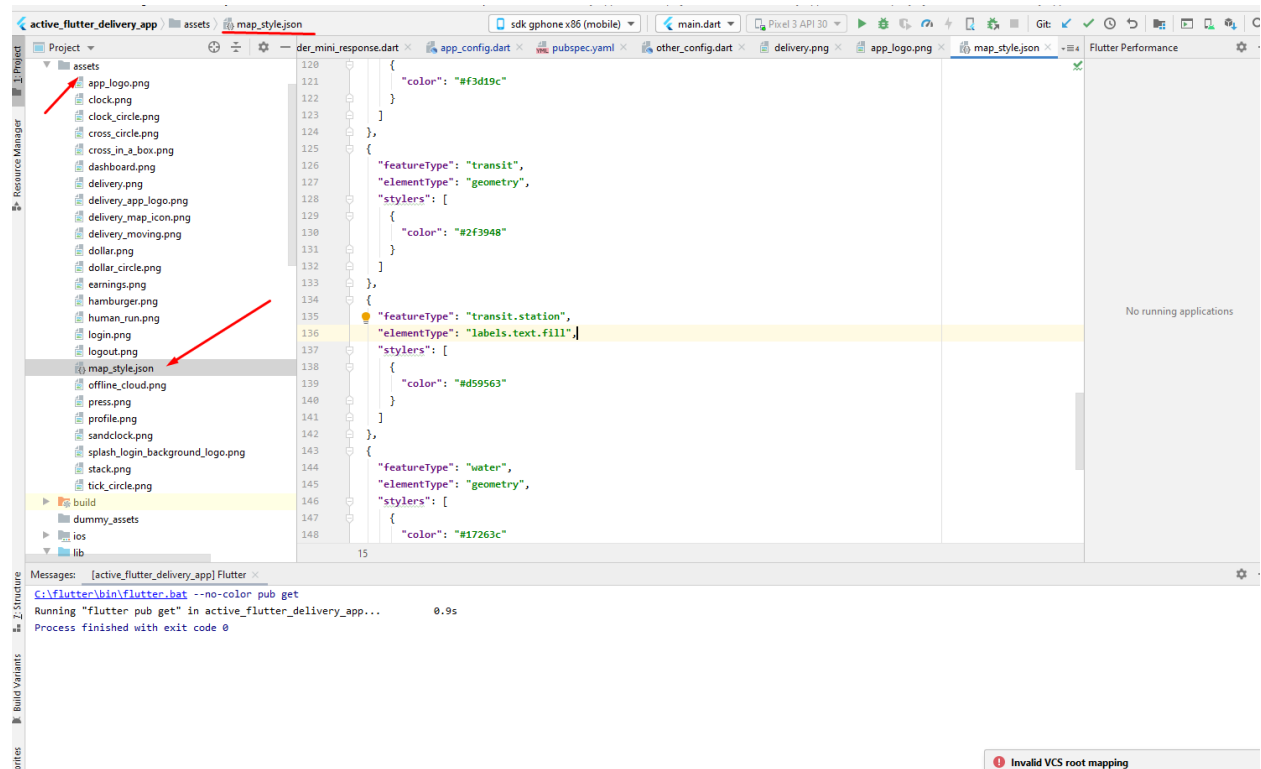 active_flutter_delivery_app assets map_style.json sdk gphone x86 (mobile) main.dart Pixel 3 API 30 Git:
1: Project
Project
der_mini_response.dart app_config.dart pubspec.yaml other_config.dart delivery.png app_logo.png map_style.json 4 Flutter Performance
assets
app_logo.png
clock.png
clock_circle.png
cross_circle.png
cross_in_a_box.png
dashboard.png
delivery.png
delivery_app_logo.png
delivery_map_icon.png
delivery_moving.png
dollar.png
dollar_circle.png
earnings.png
hamburger.png
human_run.png
login.png
logout.png
map_style.json
offline_cloud.png
press.png
profile.png
sandclock.png
splash_login_background_logo.png
stack.png
tick_circle.png
build
dummy_assets
ios
lib
Resource Manager
120 {
121 "color": "#f3d19c"
122 }
123 ]
124 },
125 {
126 "featureType": "transit",
127 "elementType": "geometry",
128 "stylers": [
129 {
130 "color": "#2f3948"
131 }
132 ]
133 },
134 {
135 "featureType": "transit.station",
136 "elementType": "labels.text.fill",
137 "stylers": [
138 {
139 "color": "#d59563"
140 }
141 ]
142 },
143 {
144 "featureType": "water",
145 "elementType": "geometry",
146 "stylers": [
147 {
148 "color": "#17263c"
15
No running applications
Messages: [active_flutter_delivery_app] Flutter
C:\flutter\bin\flutter.bat --no-color pub get
Running "flutter pub get" in active_flutter_delivery_app... 0.9s
Process finished with exit code 0
Z: Structure
Build Variants
orites
Invalid VCS root mapping